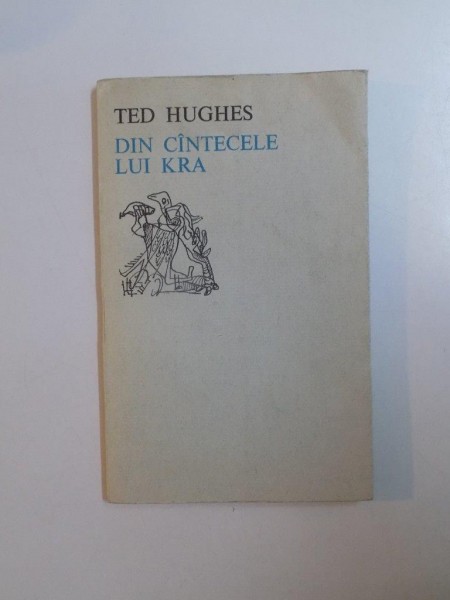 TED HUGHES
DIN CÎNTECELE
LUI KRA